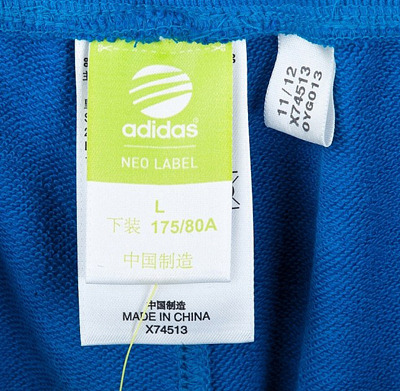 adidas
NEO LABEL
L
下装 175/80A
中国制造
中国制造
MADE IN CHINA
X74513
11/12
X74513
OYG013